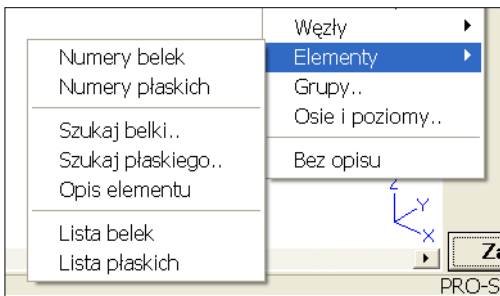 Węzły
Elementy
Grupy..
Osie i poziomy..
Bez opisu
Numery belek
Numery płaskich
Szukaj belki..
Szukaj płaskiego..
Opis elementu
Lista belek
Lista płaskich
Z
Y
X
PRO-S